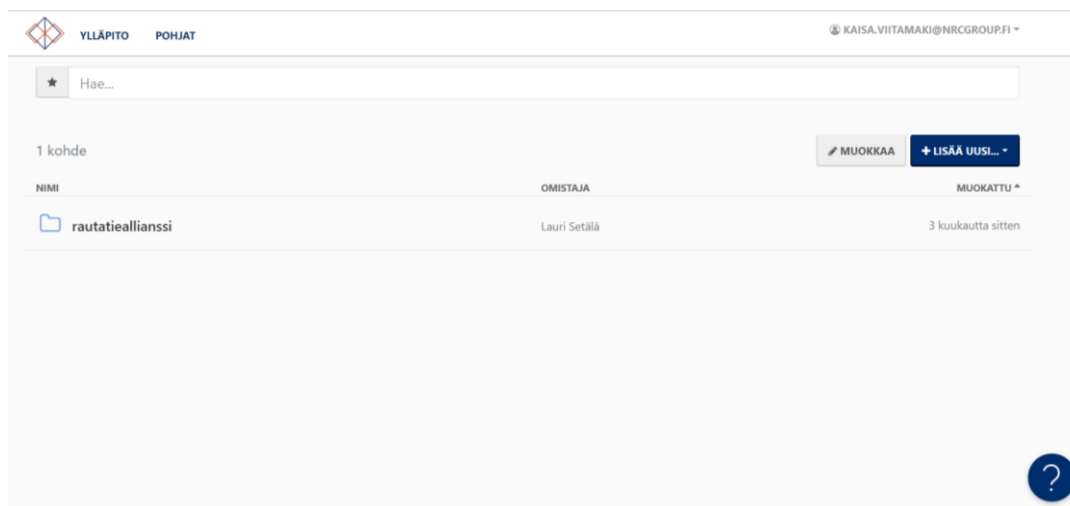 YLLÄPITO POHJAT KAISA.VIITAMAKI@NRCGROUP.FI
Hae...
1 kohde MUOKKAA + LISÄÄ UUSI...
NIMI OMISTAJA MUOKATTU
rautatieallianssi Lauri Setälä 3 kuukautta sitten
?